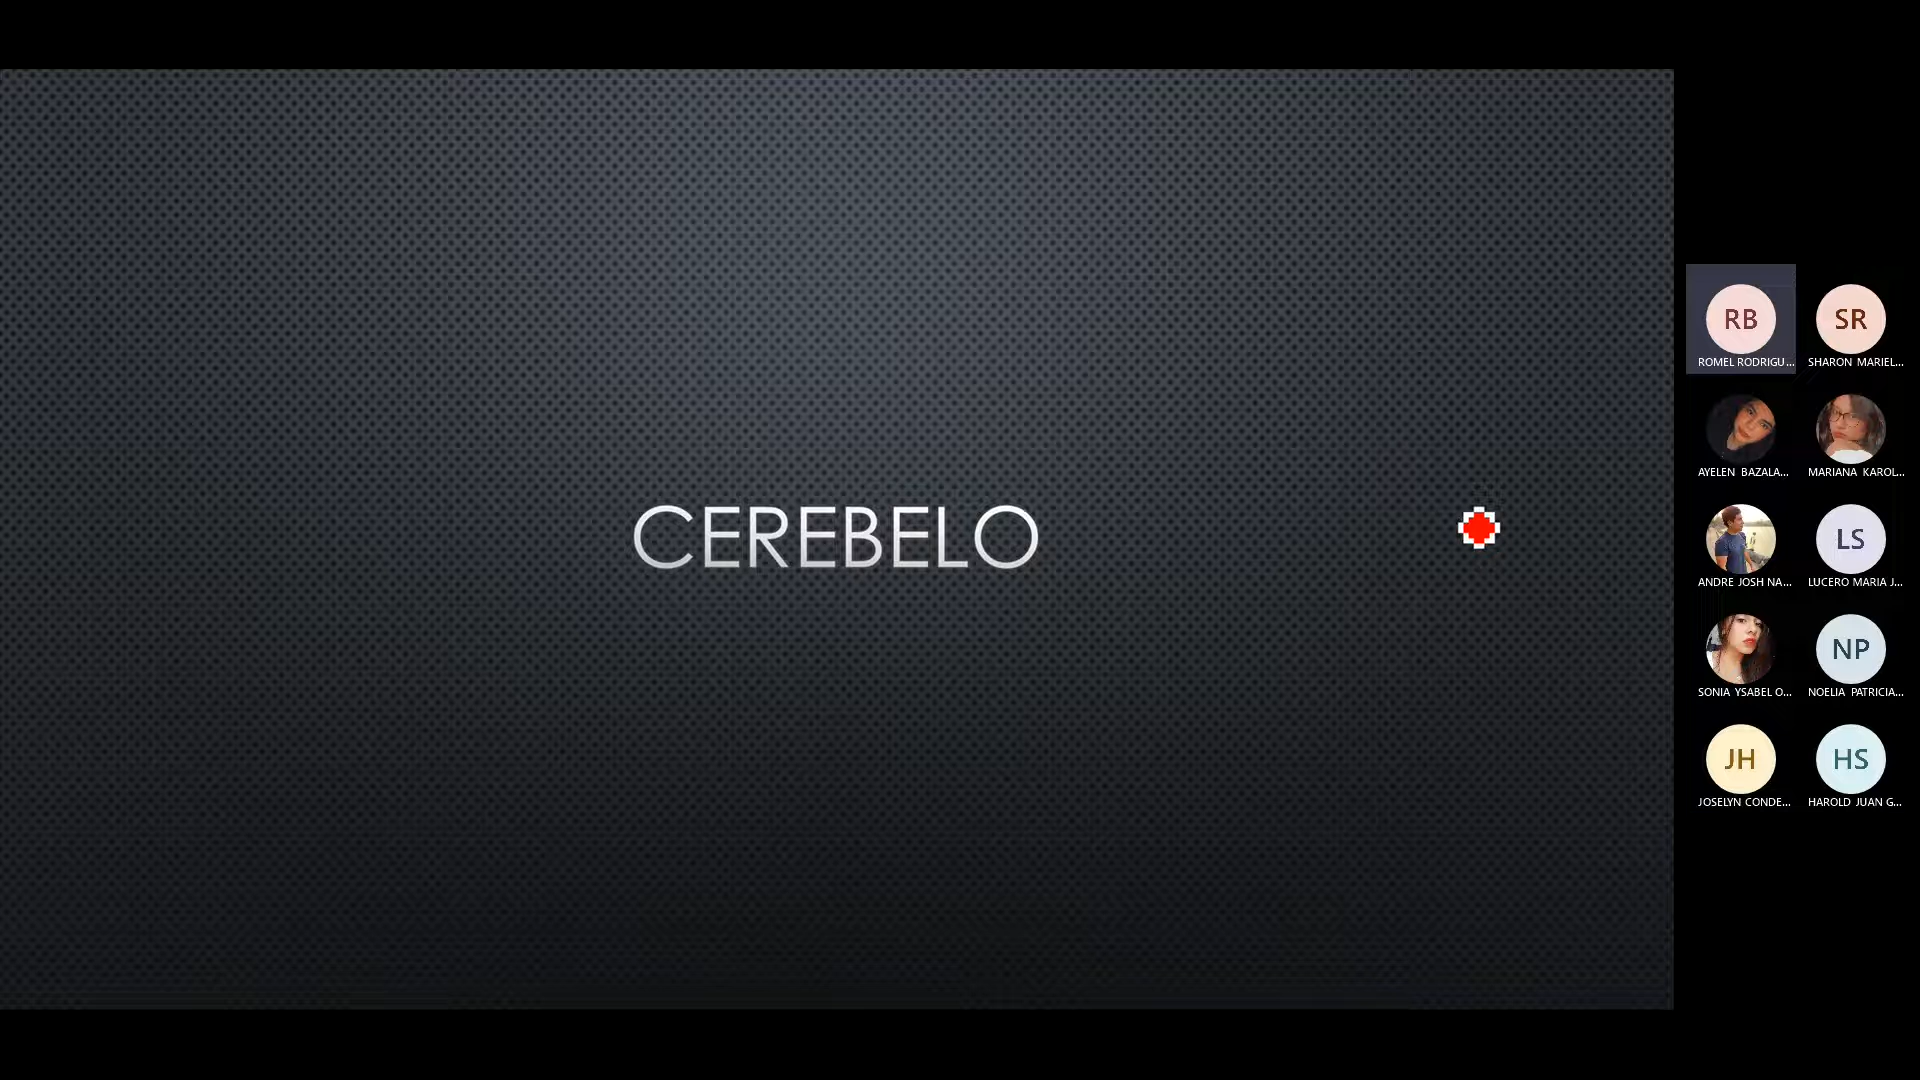 CEREBELO
RB
SR
ROMEL RODRIGU...
SHARON MARIEL...
AYELEN BAZALA...
MARIANA KAROL...
LS
ANDRE JOSH NA...
LUCERO MARIA J...
NP
SONIA YSABEL O...
NOELIA PATRICIA...
JH
HS
JOSELYN CONDE...
HAROLD JUAN G...